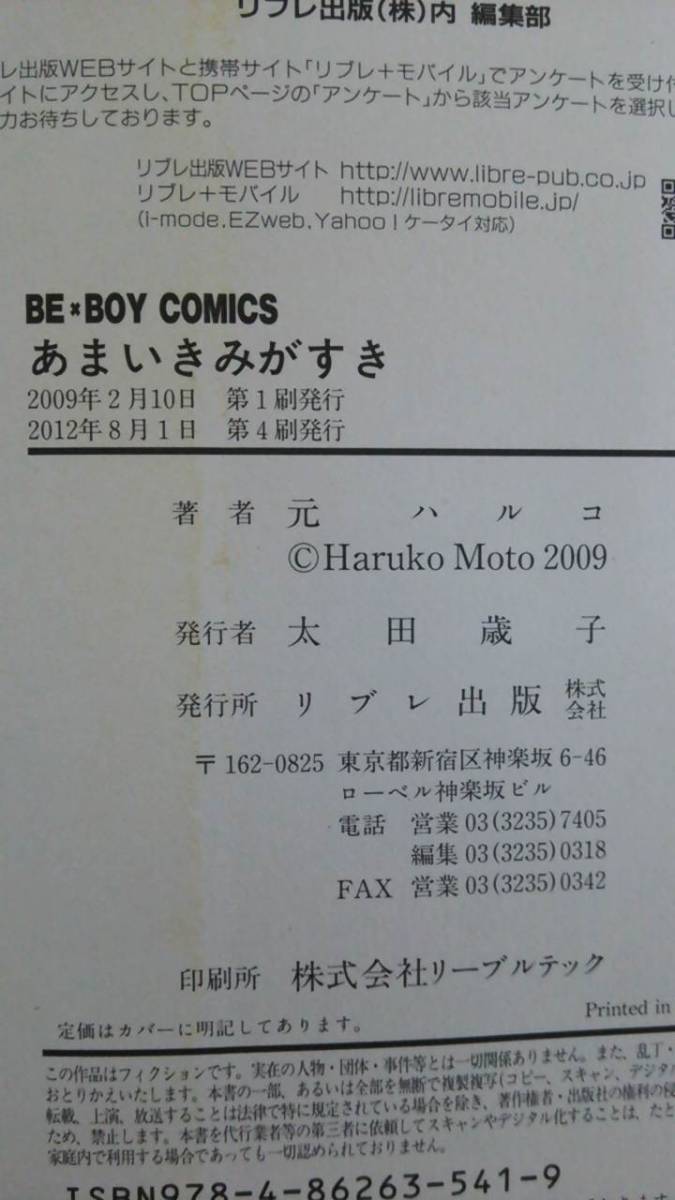 リブレ出版(株)内 編集部
レ出版WEBサイトと携帯サイト「リブレ+モバイル」でアンケートを受け付
イトにアクセスし、TOPページの「アンケート」から該当アンケートを選択し
力お待ちしております。
リブレ出版WEBサイト http://www.libre-pub.co.jp
リブレ+モバイル http://libremobile.jp/
(i-mode,EZweb,Yahoo!ケータイ対応)
BE×BOY COMICS
あまいきみがすき
2009年2月10日 第1刷発行
2012年8月1日 第4刷発行
著者 元 ハルコ
©Haruko Moto 2009
発行者 太田歳子
発行所 リブレ出版 株式会社
〒162-0825 東京都新宿区神楽坂6-46
ローベル神楽坂ビル
電話 営業 03(3235)7405
編集 03(3235)0318
FAX 営業 03(3235)0342
印刷所 株式会社リーブルテック
Printed in
定価はカバーに明記してあります。
この作品はフィクションです。実在の人物・団体・事件等とは一切関係ありません。また、乱丁・
おとりかえいたします。本書の一部、あるいは全部を無断で複製複写(コピー、スキャン、デジタル
転載、上演、放送することは法律で特に規定されている場合を除き、著作権者・出版社の権利の侵
ため、禁止します。本書を代行業者等の第三者に依頼してスキャンやデジタル化することは、たと
家庭内で利用する場合であっても一切認められておりません。
ISBN978-4-86263-541-9